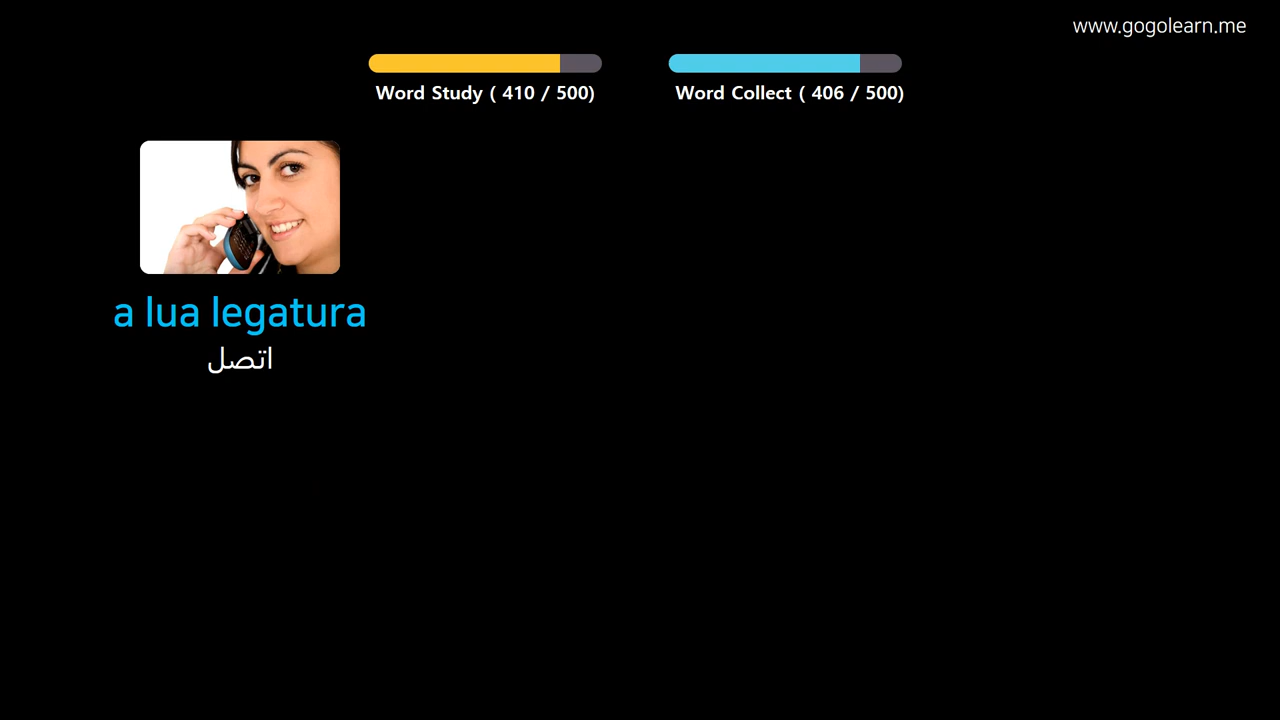 www.gogolearn.me
Word Study ( 410 / 500)
Word Collect ( 406 / 500)
a lua legatura
اتصل